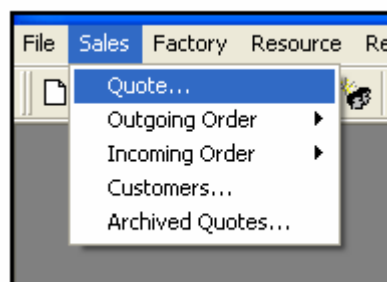 File Sales Factory Resource Re
Quote...
Outgoing Order
Incoming Order
Customers...
Archived Quotes...